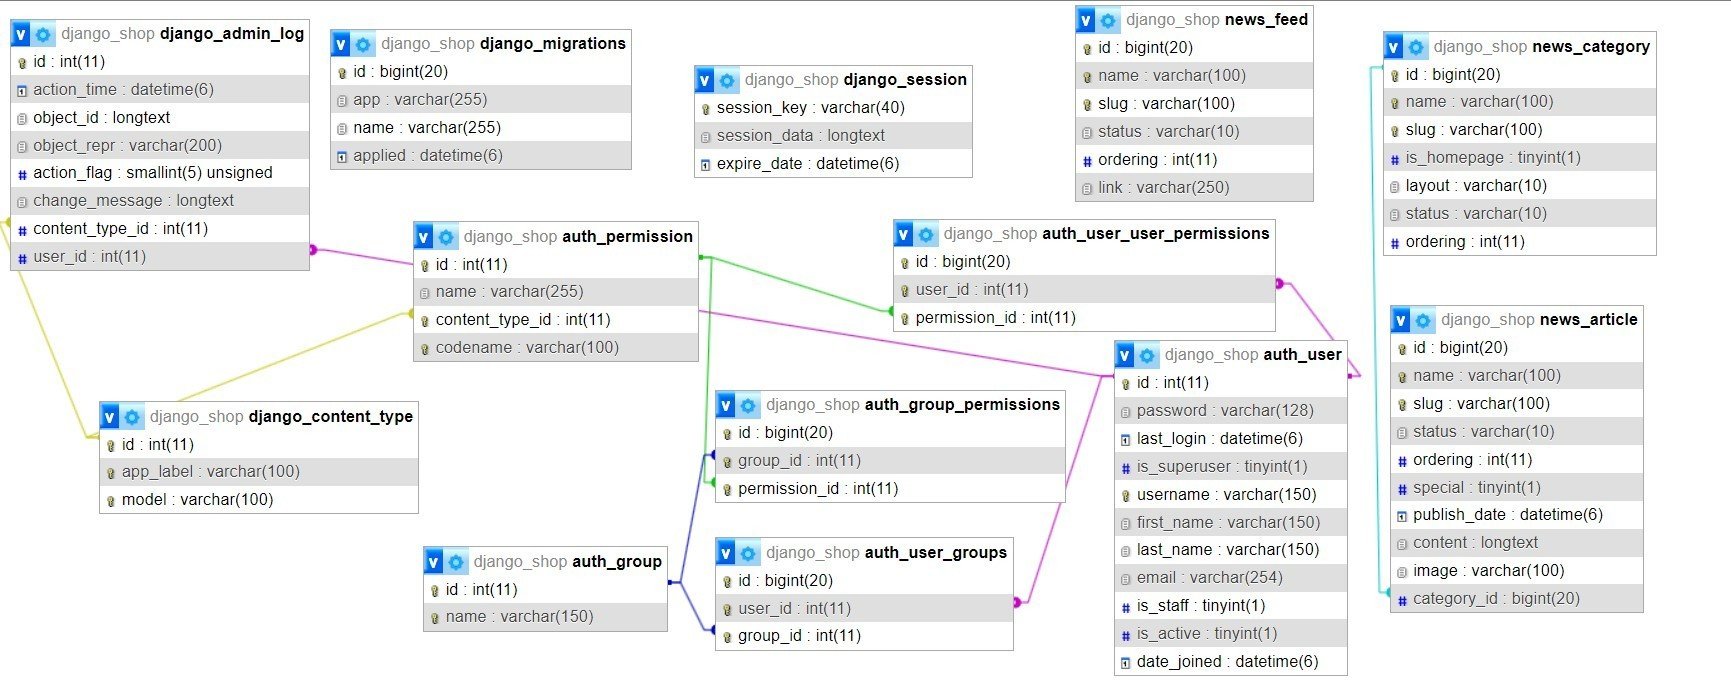 django_shop django_admin_log
id : int(11)
action_time : datetime(6)
object_id : longtext
object_repr : varchar(200)
# action_flag : smallint(5) unsigned
change_message : longtext
# content_type_id : int(11)
# user_id : int(11)
django_shop django_migrations
id : bigint(20)
app : varchar(255)
name : varchar(255)
applied : datetime(6)
django_shop django_session
session_key : varchar(40)
session_data : longtext
expire_date : datetime(6)
django_shop news_feed
id : bigint(20)
name : varchar(100)
slug : varchar(100)
status : varchar(10)
# ordering : int(11)
link : varchar(250)
django_shop news_category
id : bigint(20)
name : varchar(100)
slug : varchar(100)
# is_homepage : tinyint(1)
layout : varchar(10)
status : varchar(10)
# ordering : int(11)
django_shop auth_permission
id : int(11)
name : varchar(255)
content_type_id : int(11)
codename : varchar(100)
django_shop auth_user_user_permissions
id : bigint(20)
user_id : int(11)
permission_id : int(11)
django_shop news_article
id : bigint(20)
name : varchar(100)
slug : varchar(100)
status : varchar(10)
# ordering : int(11)
# special : tinyint(1)
publish_date : datetime(6)
content : longtext
image : varchar(100)
# category_id : bigint(20)
django_shop auth_user
id : int(11)
password : varchar(128)
last_login : datetime(6)
# is_superuser : tinyint(1)
username : varchar(150)
first_name : varchar(150)
last_name : varchar(150)
email : varchar(254)
# is_staff : tinyint(1)
# is_active : tinyint(1)
date_joined : datetime(6)
django_shop django_content_type
id : int(11)
app_label : varchar(100)
model : varchar(100)
django_shop auth_group_permissions
id : bigint(20)
group_id : int(11)
permission_id : int(11)
django_shop auth_group
id : int(11)
name : varchar(150)
django_shop auth_user_groups
id : bigint(20)
user_id : int(11)
group_id : int(11)